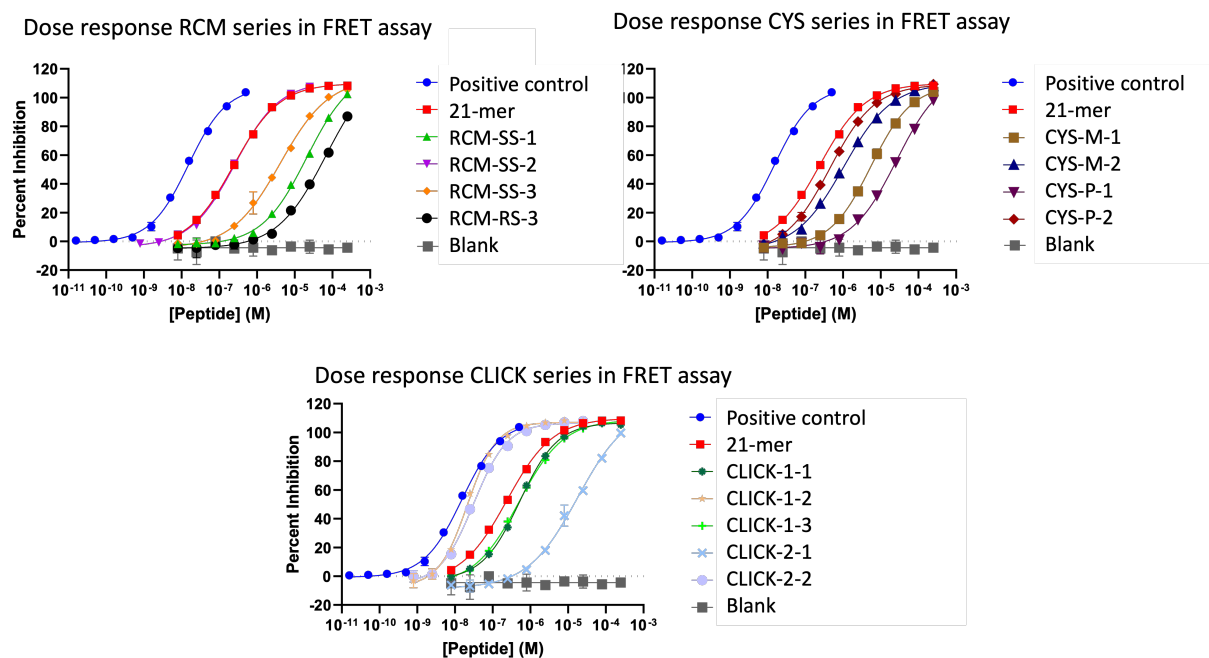 Dose response RCM series in FRET assay
120
100
80
60
40
20
0
-20
Percent Inhibition
10-11 10-10 10-9 10-8 10-7 10-6 10-5 10-4 10-3
[Peptide] (M)
Positive control
21-mer
RCM-SS-1
RCM-SS-2
RCM-SS-3
RCM-RS-3
Blank
Dose response CYS series in FRET assay
120
100
80
60
40
20
0
-20
Percent Inhibition
10-11 10-10 10-9 10-8 10-7 10-6 10-5 10-4 10-3
[Peptide] (M)
Positive control
21-mer
CYS-M-1
CYS-M-2
CYS-P-1
CYS-P-2
Blank
Dose response CLICK series in FRET assay
120
100
80
60
40
20
0
-20
Percent Inhibition
10-11 10-10 10-9 10-8 10-7 10-6 10-5 10-4 10-3
[Peptide] (M)
Positive control
21-mer
CLICK-1-1
CLICK-1-2
CLICK-1-3
CLICK-2-1
CLICK-2-2
Blank